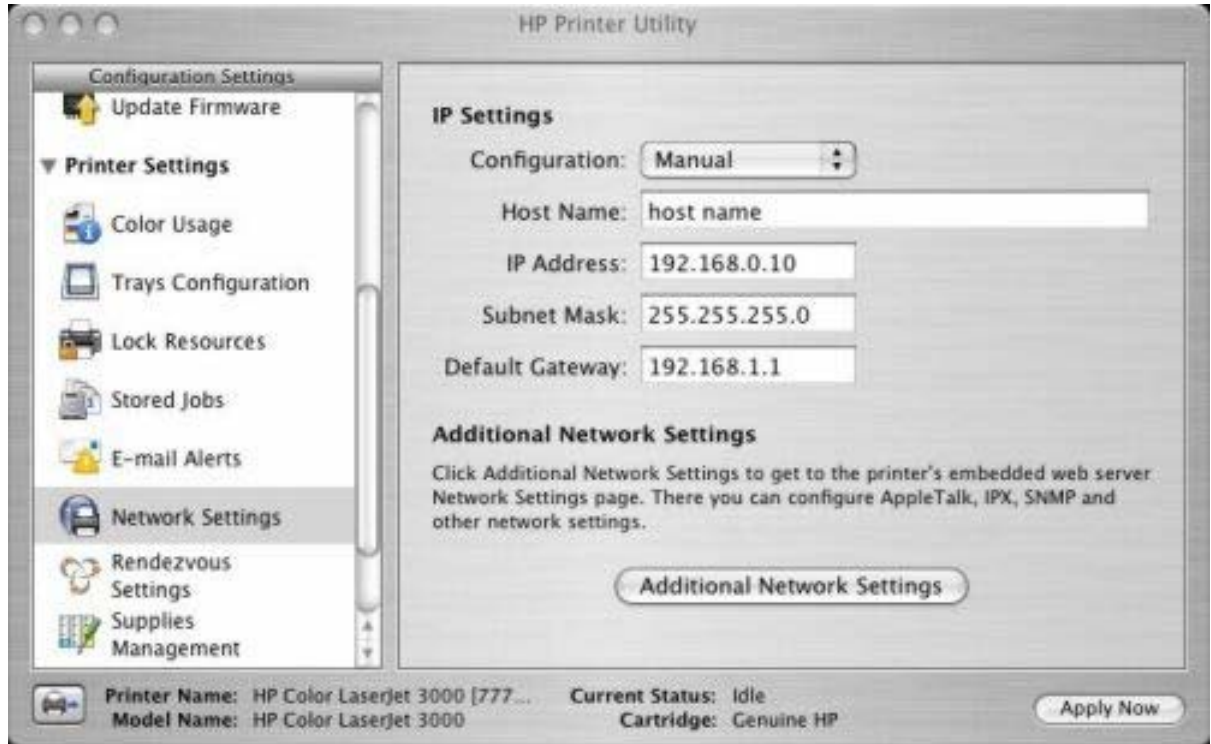 HP Printer Utility
Configuration Settings
Update Firmware
Printer Settings
Color Usage
Trays Configuration
Lock Resources
Stored Jobs
E-mail Alerts
Network Settings
Rendezvous
Settings
Supplies
Management
IP Settings
Configuration: Manual
Host Name: host name
IP Address: 192.168.0.10
Subnet Mask: 255.255.255.0
Default Gateway: 192.168.1.1
Additional Network Settings
Click Additional Network Settings to get to the printer's embedded web server
Network Settings page. There you can configure AppleTalk, IPX, SNMP and
other network settings.
Additional Network Settings
Printer Name: HP Color LaserJet 3000 [777...
Model Name: HP Color LaserJet 3000
Current Status: Idle
Cartridge: Genuine HP
Apply Now